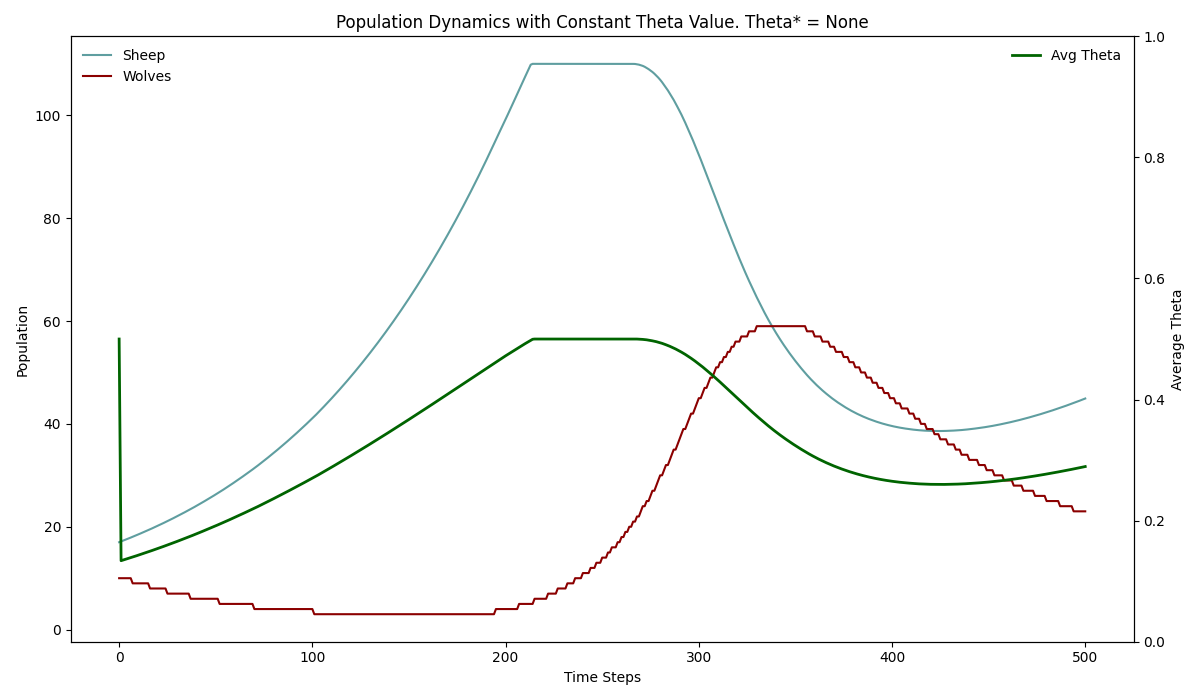 Population Dynamics with Constant Theta Value. Theta* = None
Sheep
Wolves
Avg Theta
Population
100
80
60
40
20
0
1.0
0.8
0.6
0.4
0.2
0.0
Average Theta
0 100 200 300 400 500
Time Steps